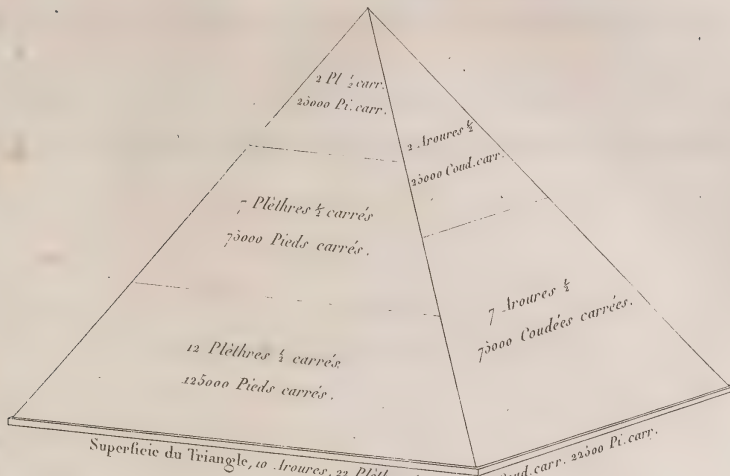 2 Pl ½ carr.
25000 Pi. carr.
2 Aroures ½
25000 Coud. carr.
7 Plèthres ½ carrés
75000 Pieds carrés.
7 Aroures ½
75000 Coudées carrées.
12 Plèthres ½ carrés
125000 Pieds carrés.
Superficie du Triangle, 10 Aroures, 22
carr. 22500 Pi. carr.